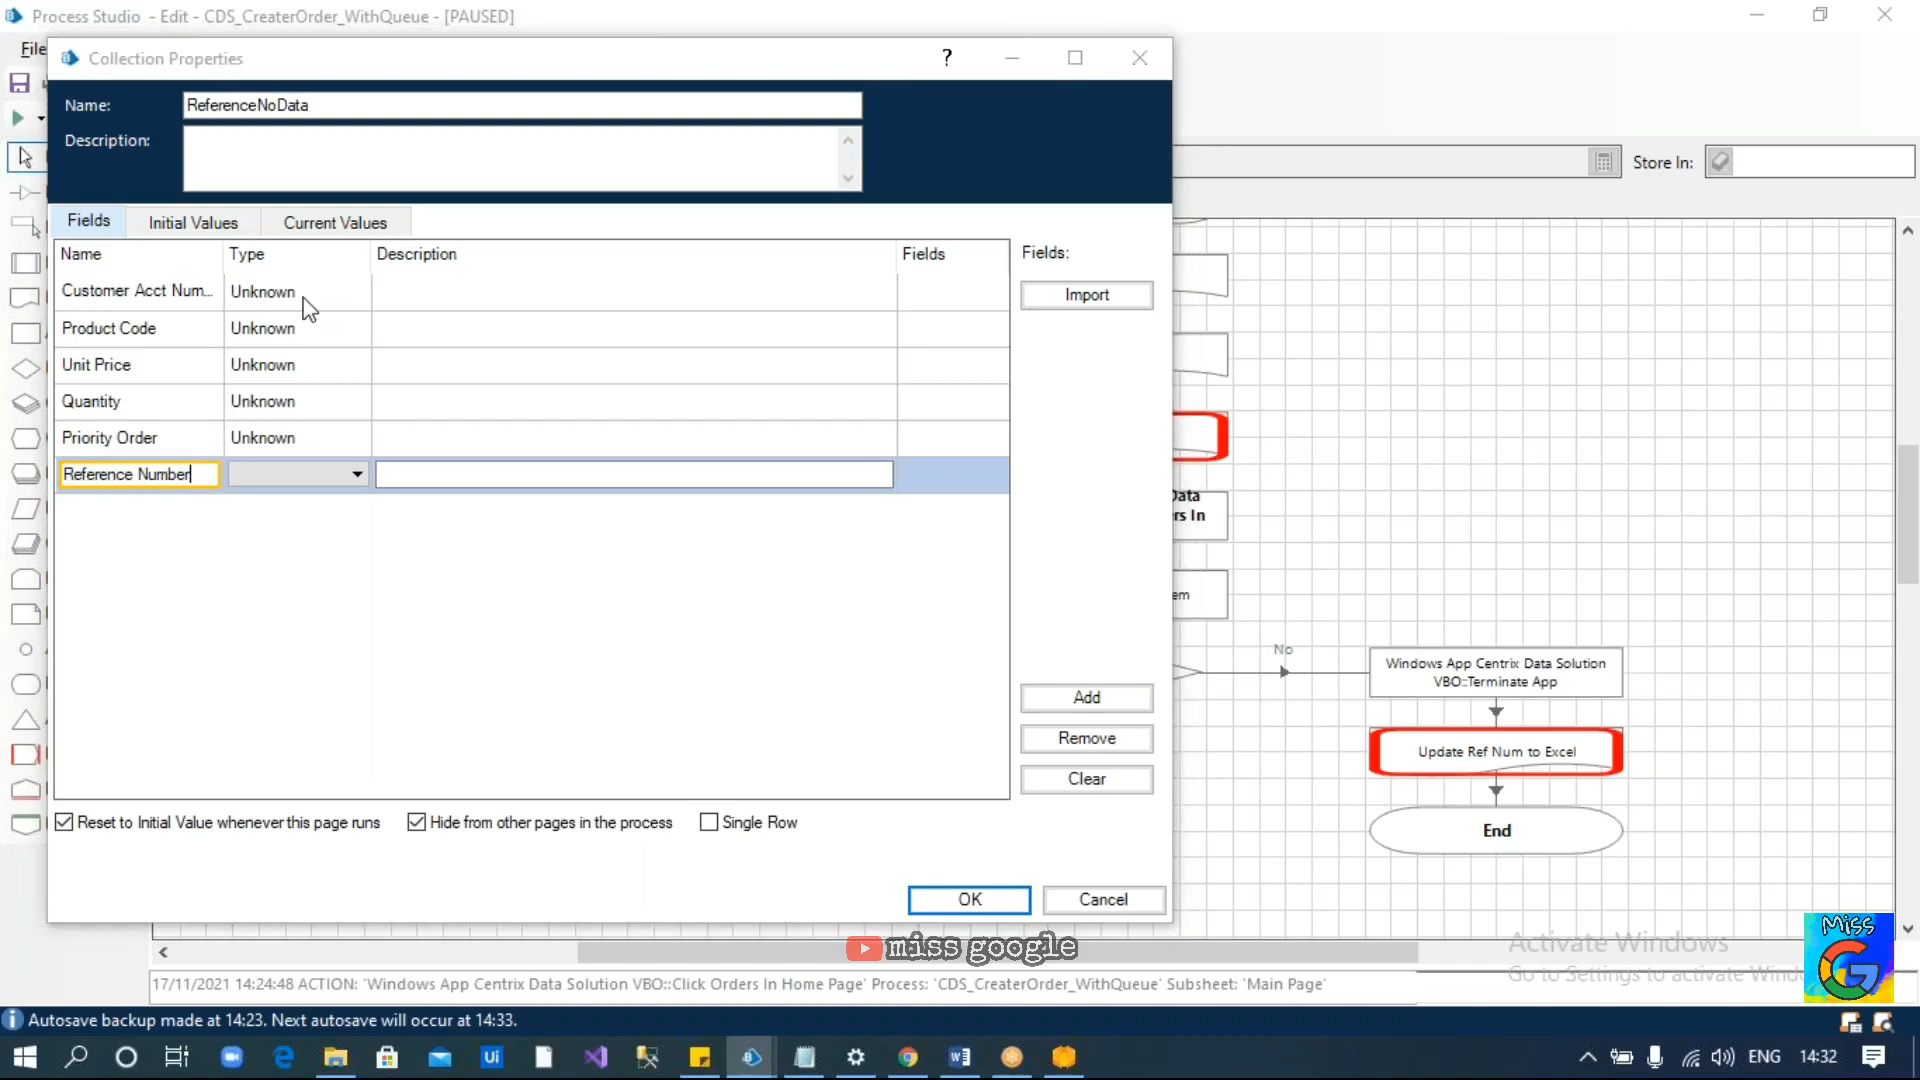 Process Studio - Edit - CDS_CreaterOrder_WithQueue - [PAUSED]
File
Collection Properties
?
Name:
ReferenceNoData
Description:
Store In:
Fields
Initial Values
Current Values
Name
Type
Description
Fields
Fields:
Customer Acct Num...
Unknown
Import
Product Code
Unknown
Unit Price
Unknown
Quantity
Unknown
Priority Order
Unknown
Reference Number
Data
rs In
em
No
Windows App Centrix Data Solution
VBO::Terminate App
Add
Remove
Clear
Update Ref Num to Excel
Reset to Initial Value whenever this page runs
Hide from other pages in the process
Single Row
End
OK
Cancel
miss google
Activate Windows
Go to Settings to activate Wind
Miss
G
17/11/2021 14:24:48 ACTION: 'Windows App Centrix Data Solution VBO::Click Orders In Home Page' Process: 'CDS_CreaterOrder_WithQueue' Subsheet: 'Main Page'
Autosave backup made at 14:23. Next autosave will occur at 14:33.
Ui
ENG
14:32